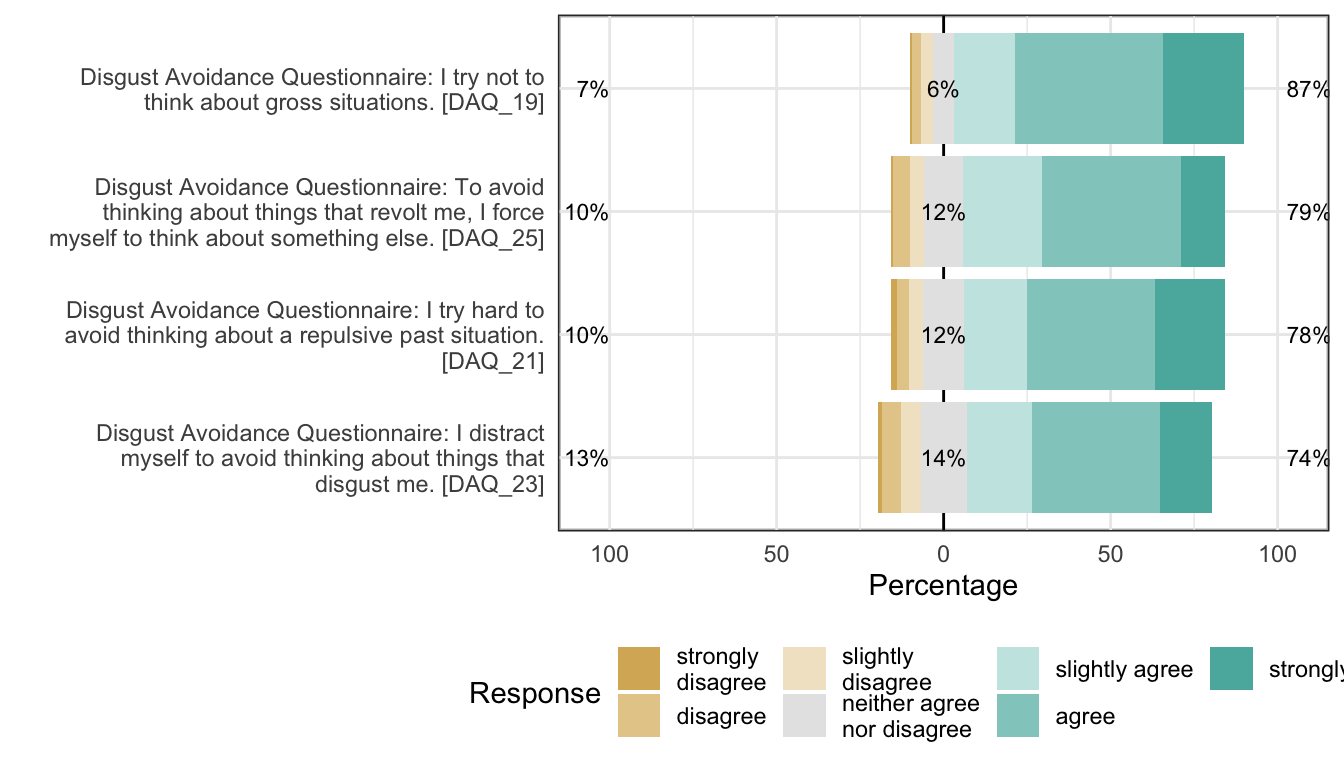 Disgust Avoidance Questionnaire: I try not to
think about gross situations. [DAQ_19]
7%
6%
87%
Disgust Avoidance Questionnaire: To avoid
thinking about things that revolt me, I force
myself to think about something else. [DAQ_25]
10%
12%
79%
Disgust Avoidance Questionnaire: I try hard to
avoid thinking about a repulsive past situation.
[DAQ_21]
10%
12%
78%
Disgust Avoidance Questionnaire: I distract
myself to avoid thinking about things that
disgust me. [DAQ_23]
13%
14%
74%
100 50 0 50 100
Percentage
Response
strongly
disagree
disagree
slightly
disagree
neither agree
nor disagree
slightly agree
agree
strongly